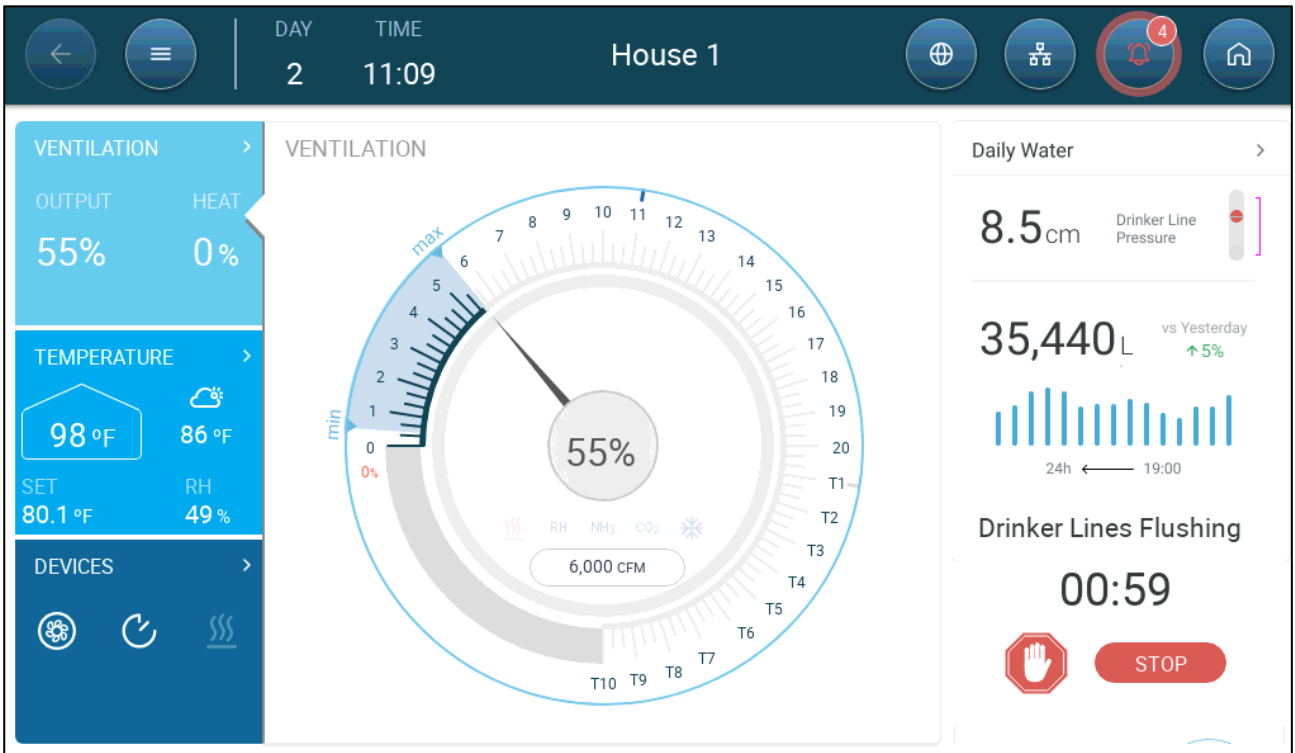 DAY TIME
2 11:09
House 1
4
VENTILATION
OUTPUT HEAT
55% 0 %
TEMPERATURE
98 ºF 86 ºF
SET RH
80.1 ºF 49 %
DEVICES
VENTILATION
min
max
0
0%
1
2
3
4
5
6
7
8
9
10
11
12
13
14
15
16
17
18
19
20
T1
T2
T3
T4
T5
T6
T7
T8
T9
T10
55%
RH NH3 CO2
6,000 CFM
Daily Water
8.5cm
Drinker Line
Pressure
35,440 L
vs Yesterday
↑ 5%
24h ← 19:00
Drinker Lines Flushing
00:59
STOP